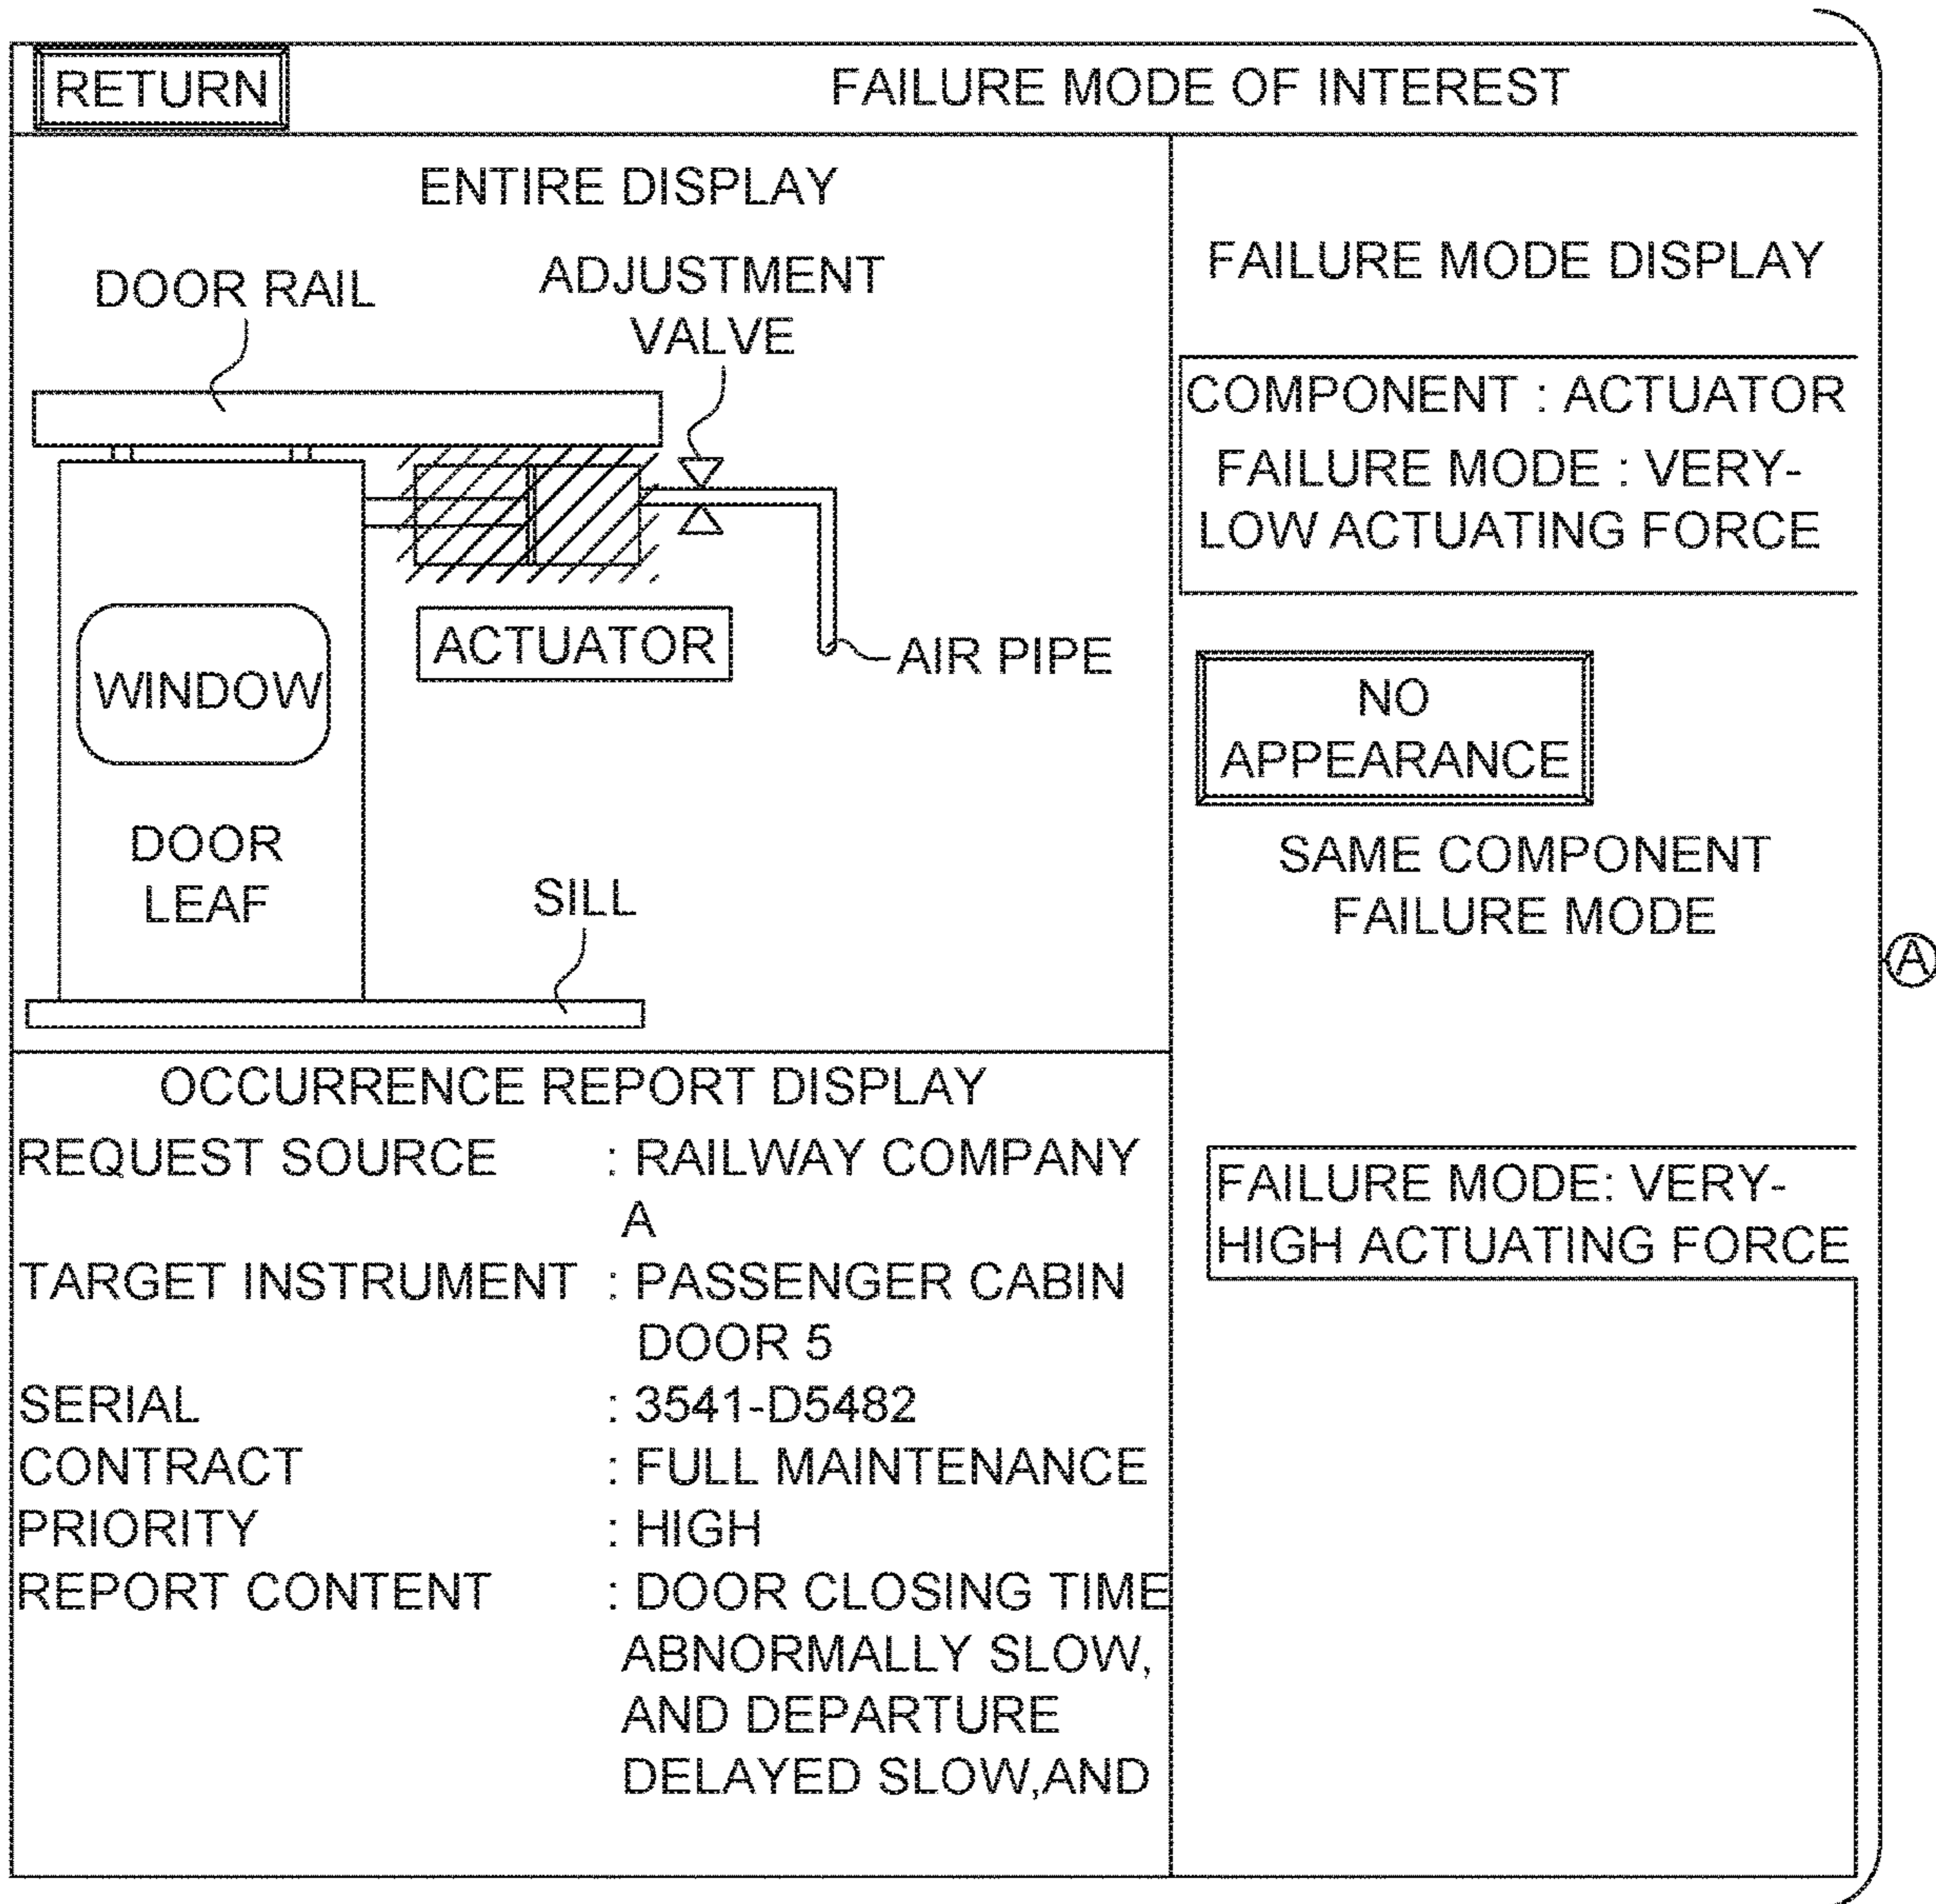 RETURN
FAILURE MODE OF INTEREST
ENTIRE DISPLAY
DOOR RAIL
ADJUSTMENT
VALVE
ACTUATOR
AIR PIPE
WINDOW
DOOR
LEAF
SILL
OCCURRENCE REPORT DISPLAY
REQUEST SOURCE : RAILWAY COMPANY
A
TARGET INSTRUMENT : PASSENGER CABIN
DOOR 5
SERIAL : 3541-D5482
CONTRACT : FULL MAINTENANCE
PRIORITY : HIGH
REPORT CONTENT : DOOR CLOSING TIME
ABNORMALLY SLOW,
AND DEPARTURE
DELAYED SLOW,AND
FAILURE MODE DISPLAY
COMPONENT : ACTUATOR
FAILURE MODE : VERY-
LOW ACTUATING FORCE
NO
APPEARANCE
SAME COMPONENT
FAILURE MODE
FAILURE MODE: VERY-
HIGH ACTUATING FORCE
A